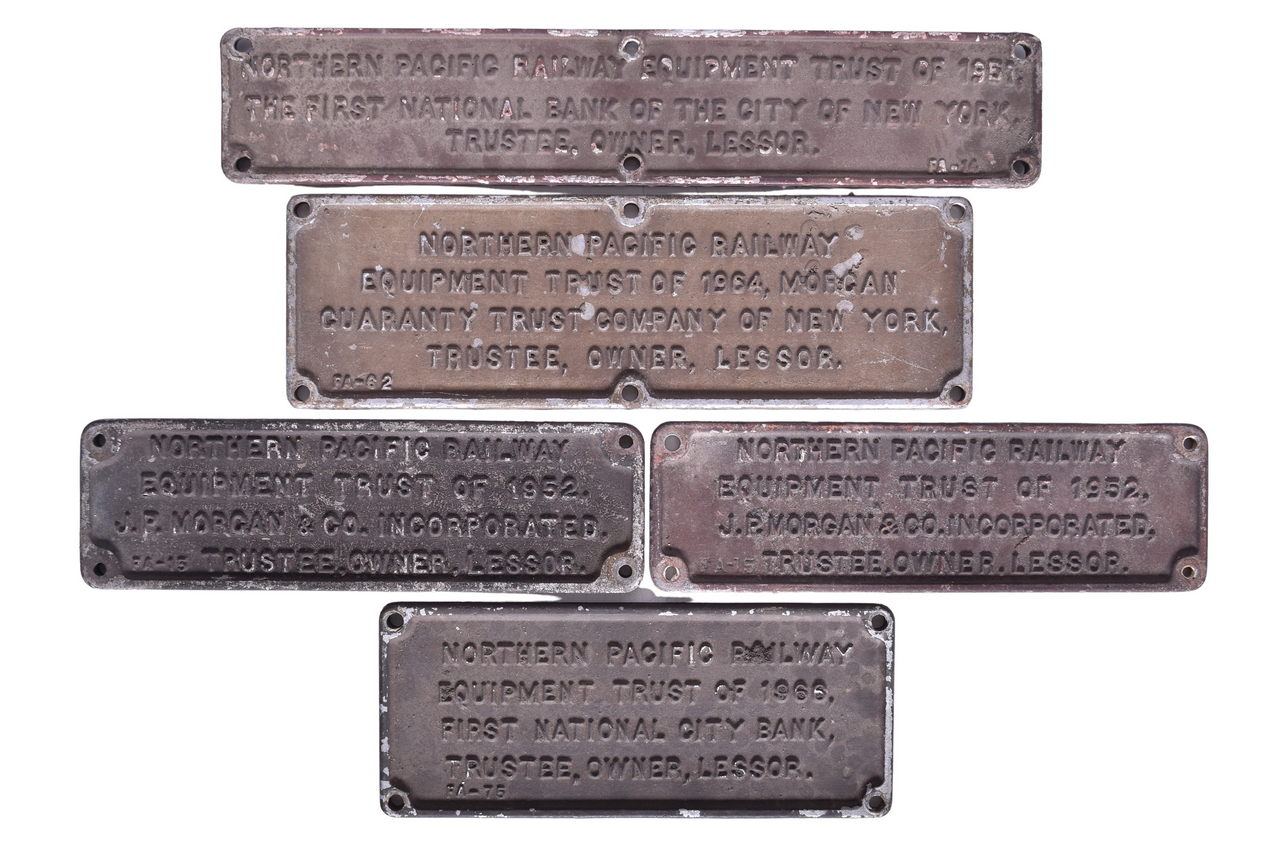 NORTHERN PACIFIC RAILWAY EQUIPMENT TRUST OF
THE FIRST NATIONAL BANK OF THE CITY OF NEW YORK,
TRUSTEE, OWNER, LESSOR.
FA-14
NORTHERN PACIFIC RAILWAY
EQUIPMENT TRUST OF 1964, MORGAN
GUARANTY TRUST COMPANY OF NEW YORK,
TRUSTEE, OWNER, LESSOR.
FA-62
NORTHERN PACIFIC RAILWAY
EQUIPMENT TRUST OF 1952.
J.P. MORGAN & CO. INCORPORATED.
FA-15 TRUSTEE, OWNER, LESSOR.
NORTHERN PACIFIC RAILWAY
EQUIPMENT TRUST OF 1952,
J.P. MORGAN & CO. INCORPORATED,
FA-15 TRUSTEE, OWNER. LESSOR.
NORTHERN PACIFIC RAILWAY
EQUIPMENT TRUST OF 1966,
FIRST NATIONAL CITY BANK,
TRUSTEE, OWNER, LESSOR.
FA-75